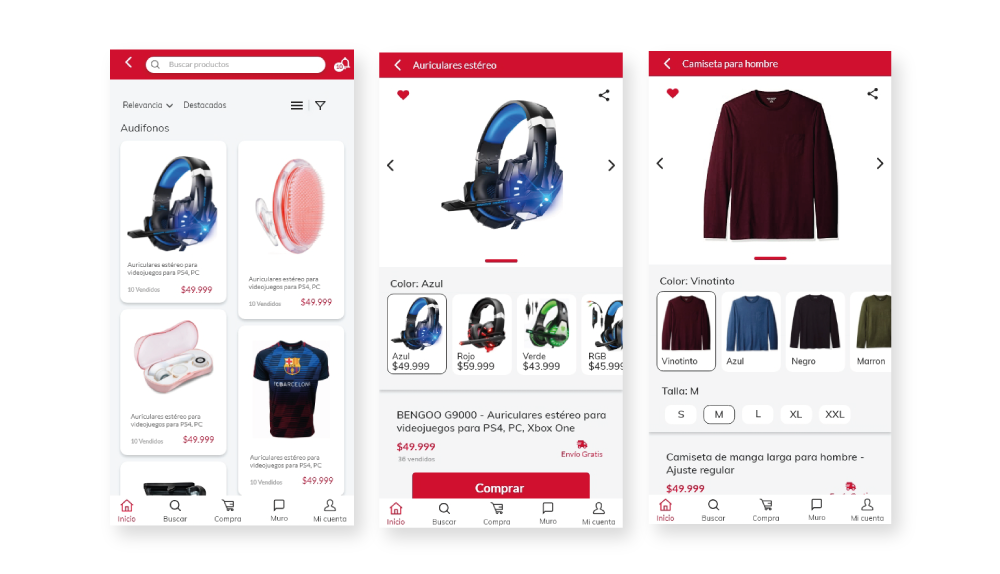 Buscar productos
Relevancia
Destacados
Audifonos
Auriculares estéreo para
videojuegos para PS4, PC
10 Vendidos
$49.999
Auriculares estéreo para
videojuegos para PS4, PC
10 Vendidos
$49.999
Auriculares estéreo para
videojuegos para PS4, PC
10 Vendidos
$49.999
Auriculares estéreo para
videojuegos para PS4, PC
10 Vendidos
$49.999
Inicio
Buscar
Compra
Muro
Mi cuenta
Auriculares estéreo
Color: Azul
Azul
$49.999
Rojo
$59.999
Verde
$43.999
RGB
$45.999
BENGOO G9000 - Auriculares estéreo para
videojuegos para PS4, PC, Xbox One
$49.999
36 vendidos
Envío Gratis
Comprar
Inicio
Buscar
Compra
Muro
Mi cuenta
Camiseta para hombre
Color: Vinotinto
Vinotinto
Azul
Negro
Marron
Talla: M
S
M
L
XL
XXL
Camiseta de manga larga para hombre -
Ajuste regular
$49.999
Inicio
Buscar
Compra
Muro
Mi cuenta